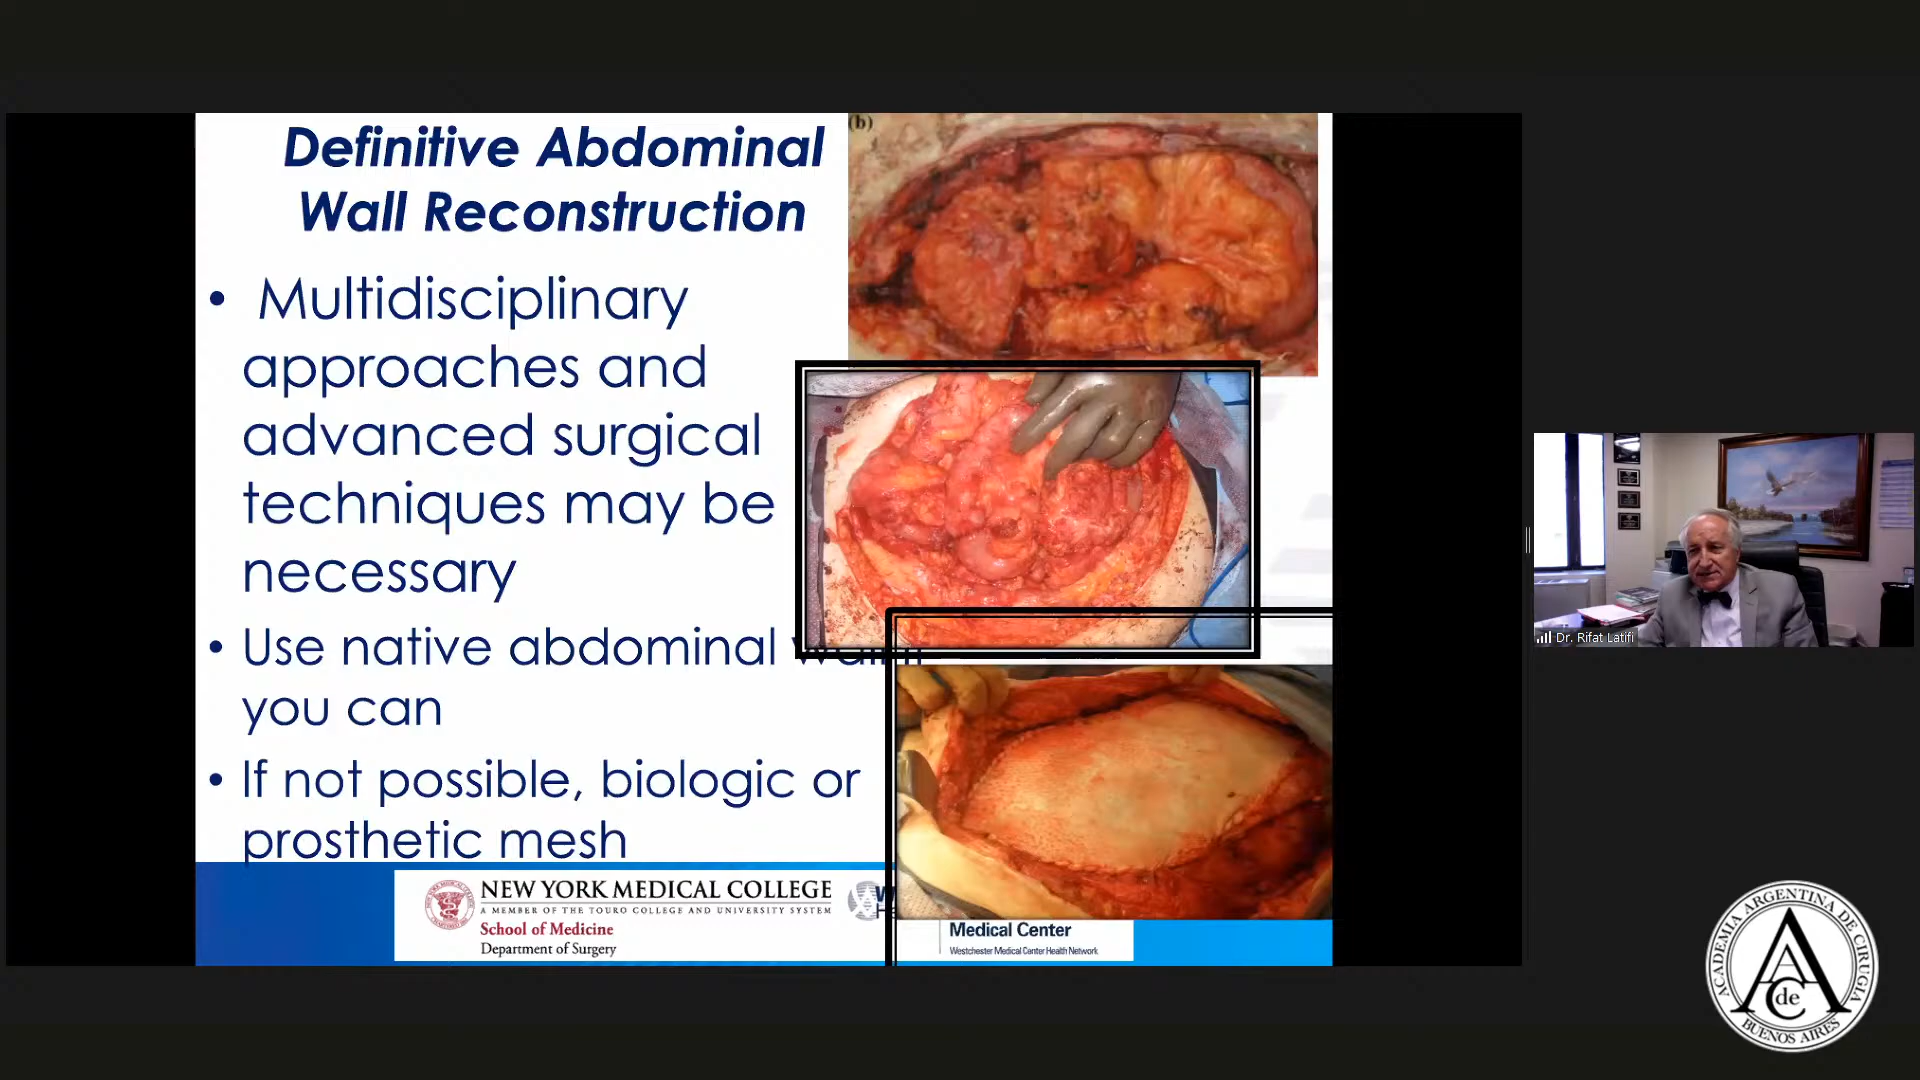 Definitive Abdominal
Wall Reconstruction
(b)
• Multidisciplinary
approaches and
advanced surgical
techniques may be
necessary
• Use native abdominal
you can
• If not possible, biologic or
prosthetic mesh
NEW YORK MEDICAL COLLEGE
A MEMBER OF THE TOURO COLLEGE AND UNIVERSITY SYSTEM
School of Medicine
Department of Surgery
Medical Center
Westchester Medical Center Health Network
Dr. Rifat Latifi
ACADEMIA ARGENTINA DE CIRUGIA
A A de C
BUENOS AIRES